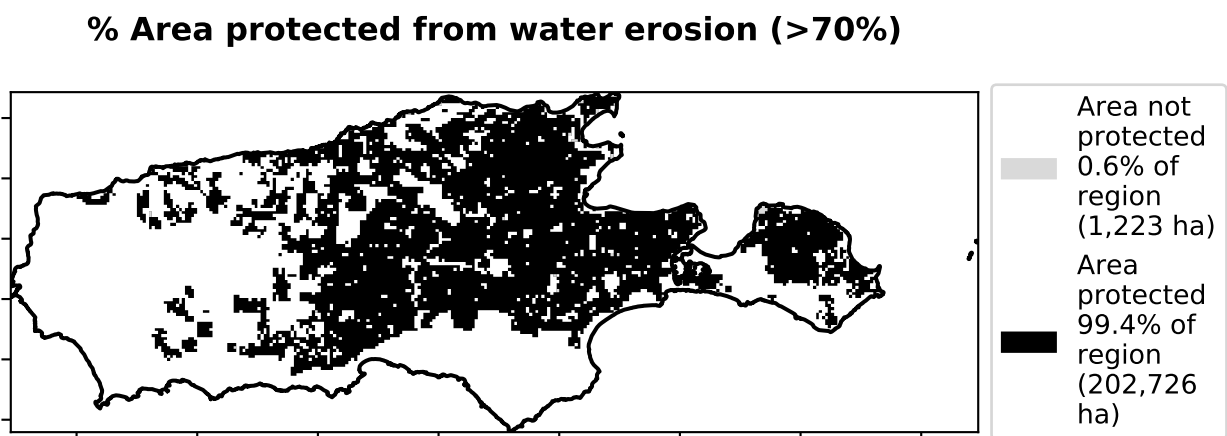 % Area protected from water erosion (>70%)
Area not
protected
0.6% of
region
(1,223 ha)
Area
protected
99.4% of
region
(202,726
ha)